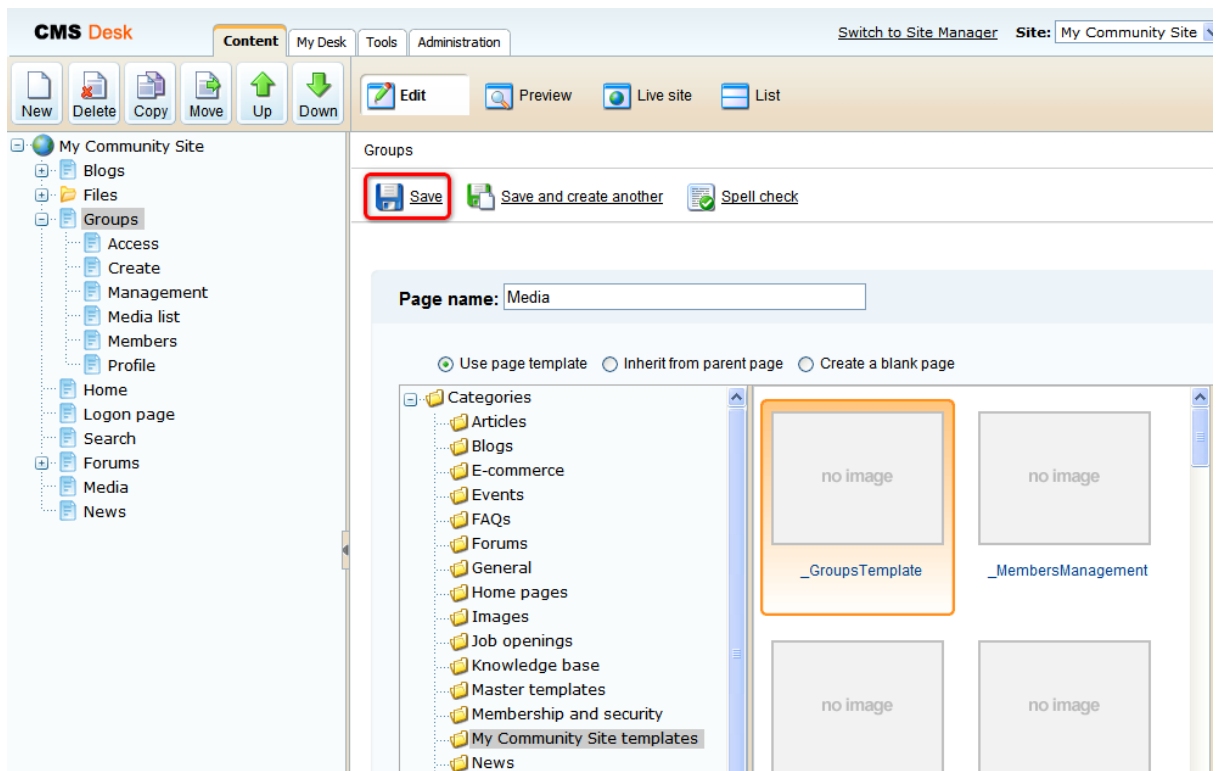 CMS Desk
Content
My Desk
Tools
Administration
Switch to Site Manager
Site: My Community Site
New
Delete
Copy
Move
Up
Down
Edit
Preview
Live site
List
My Community Site
Blogs
Files
Groups
Access
Create
Management
Media list
Members
Profile
Home
Logon page
Search
Forums
Media
News
Groups
Save
Save and create another
Spell check
Page name: Media
Use page template
Inherit from parent page
Create a blank page
Categories
Articles
Blogs
E-commerce
Events
FAQs
Forums
General
Home pages
Images
Job openings
Knowledge base
Master templates
Membership and security
My Community Site templates
News
no image
no image
_GroupsTemplate
_MembersManagement
no image
no image